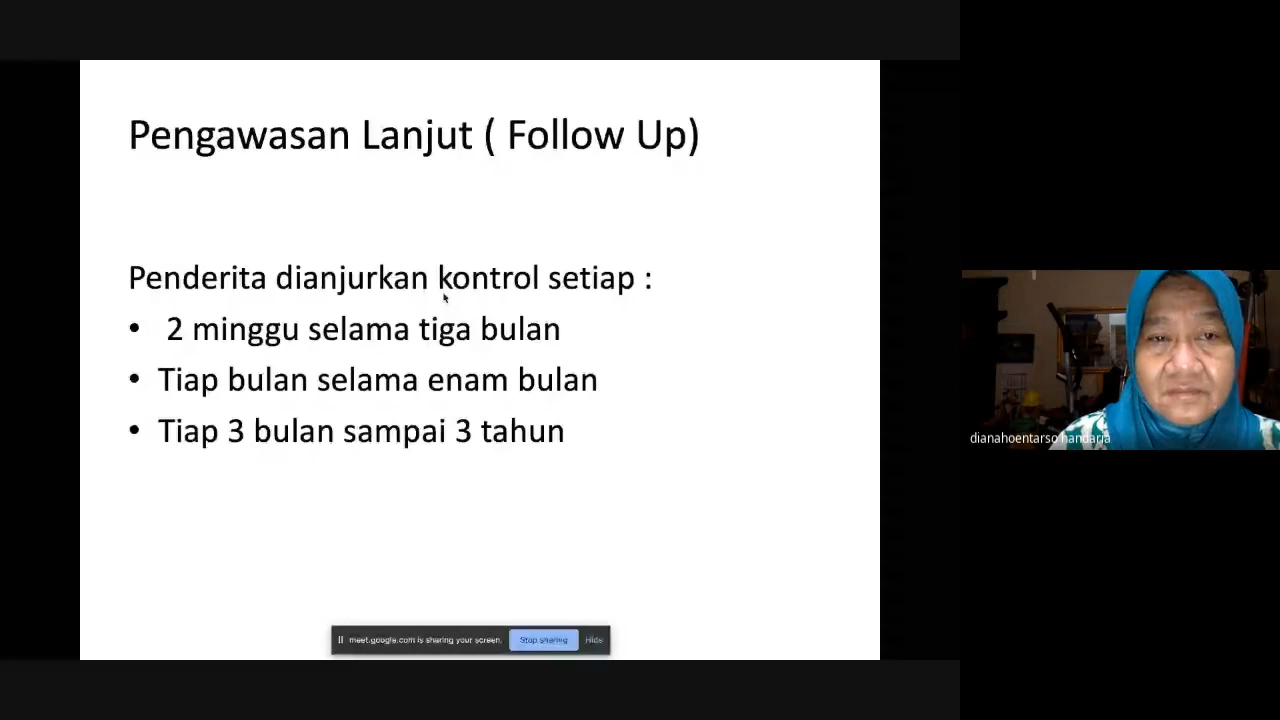 Pengawasan Lanjut ( Follow Up)
Penderita dianjurkan kontrol setiap :
• 2 minggu selama tiga bulan
• Tiap bulan selama enam bulan
• Tiap 3 bulan sampai 3 tahun
dianahoentarso handaria
meet.google.com is sharing your screen.
Stop sharing
Hide